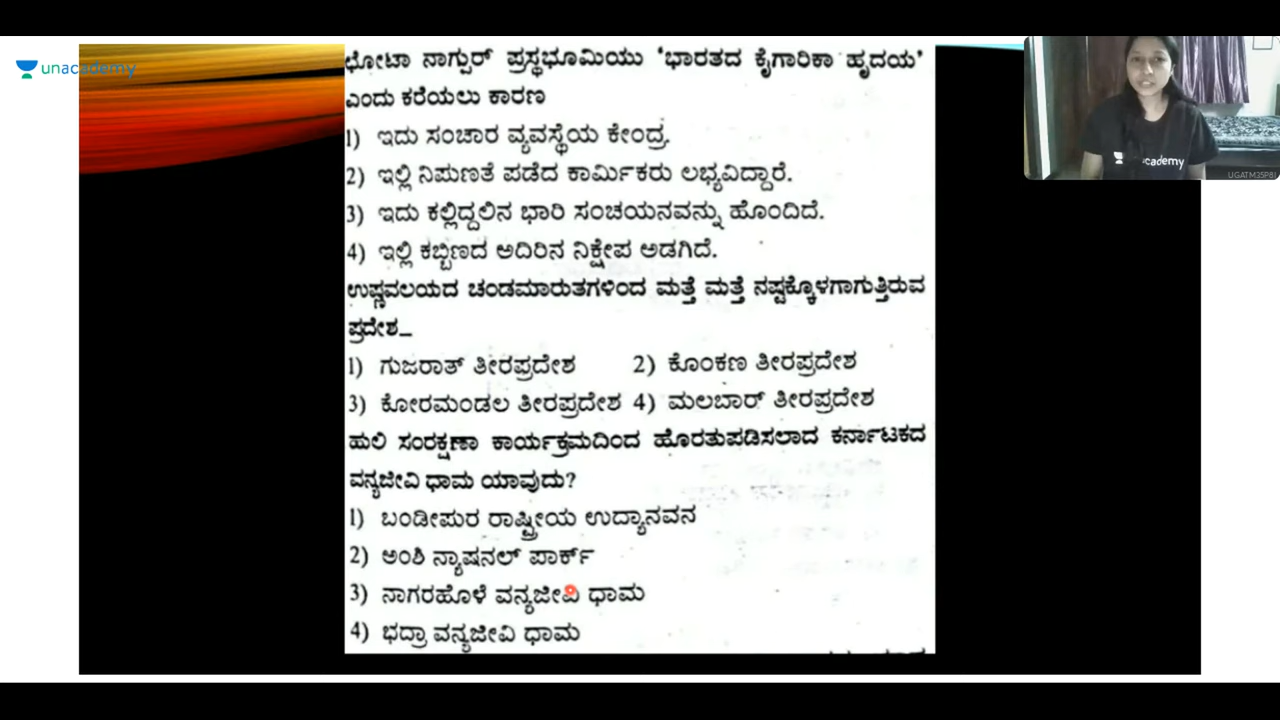 unacademy
ಛೋಟಾ ನಾಗ್ಪುರ್ ಪ್ರಸ್ಥಭೂಮಿಯು 'ಭಾರತದ ಕೈಗಾರಿಕಾ ಹೃದಯ'
ಎಂದು ಕರೆಯಲು ಕಾರಣ
1) ಇದು ಸಂಚಾರ ವ್ಯವಸ್ಥೆಯ ಕೇಂದ್ರ.
2) ಇಲ್ಲಿ ನಿಪುಣತೆ ಪಡೆದ ಕಾರ್ಮಿಕರು ಲಭ್ಯವಿದ್ದಾರೆ.
3) ಇದು ಕಲ್ಲಿದ್ದಲಿನ ಭಾರಿ ಸಂಚಯನವನ್ನು ಹೊಂದಿದೆ.
4) ಇಲ್ಲಿ ಕಬ್ಬಿಣದ ಅದಿರಿನ ನಿಕ್ಷೇಪ ಅಡಗಿದೆ.
ಉಷ್ಣವಲಯದ ಚಂಡಮಾರುತಗಳಿಂದ ಮತ್ತೆ ಮತ್ತೆ ನಷ್ಟಕ್ಕೊಳಗಾಗುತ್ತಿರುವ
ಪ್ರದೇಶ_
1) ಗುಜರಾತ್ ತೀರಪ್ರದೇಶ 2) ಕೊಂಕಣ ತೀರಪ್ರದೇಶ
3) ಕೋರಮಂಡಲ ತೀರಪ್ರದೇಶ 4) ಮಲಬಾರ್ ತೀರಪ್ರದೇಶ
ಹುಲಿ ಸಂರಕ್ಷಣಾ ಕಾರ್ಯಕ್ರಮದಿಂದ ಹೊರತುಪಡಿಸಲಾದ ಕರ್ನಾಟಕದ
ವನ್ಯಜೀವಿ ಧಾಮ ಯಾವುದು?
1) ಬಂಡೀಪುರ ರಾಷ್ಟ್ರೀಯ ಉದ್ಯಾನವನ
2) ಅಂಶಿ ನ್ಯಾಷನಲ್ ಪಾರ್ಕ್
3) ನಾಗರಹೊಳೆ ವನ್ಯಜೀವಿ ಧಾಮ
4) ಭದ್ರಾ ವನ್ಯಜೀವಿ ಧಾಮ
unacademy
UGATM35P8J